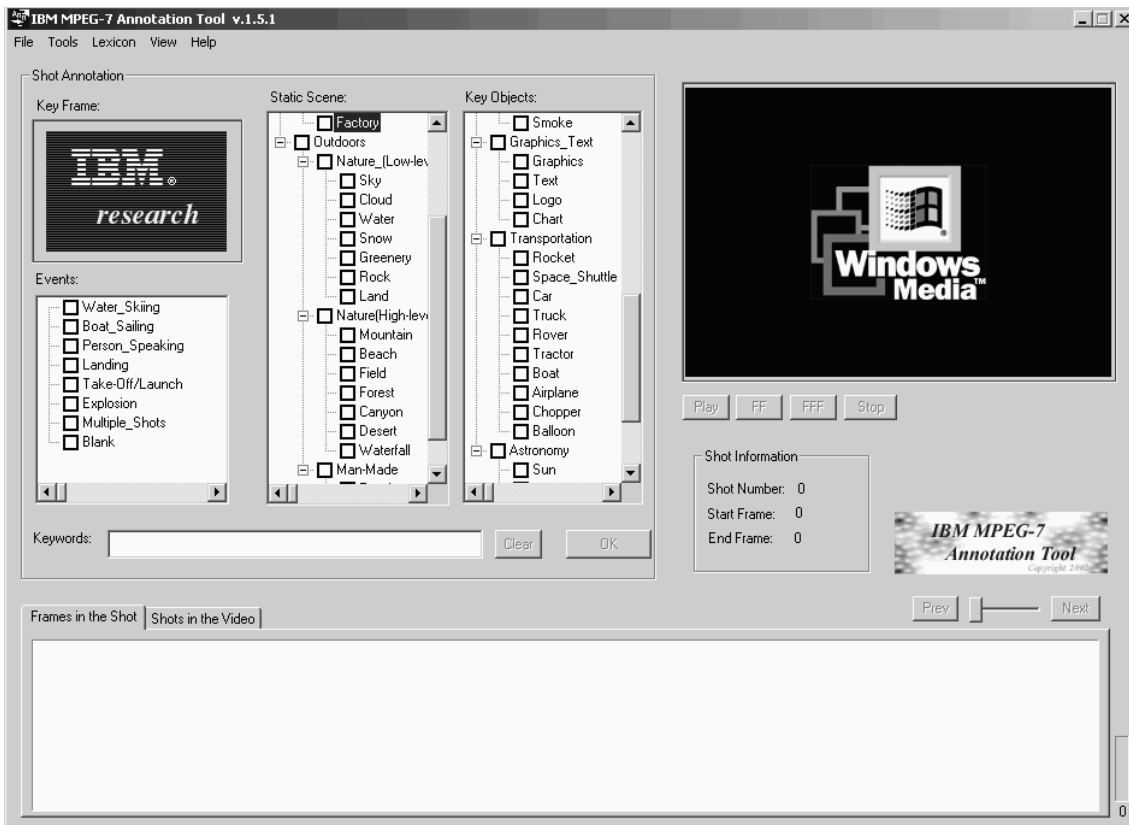 IBM MPEG-7 Annotation Tool v.1.5.1
File Tools Lexicon View Help
Shot Annotation
Key Frame:
IBM®
research
Events:
Water_Skiing
Boat_Sailing
Person_Speaking
Landing
Take-Off/Launch
Explosion
Multiple_Shots
Blank
Static Scene:
Factory
Outdoors
Nature_(Low-lev
Sky
Cloud
Water
Snow
Greenery
Rock
Land
Nature(High-leve
Mountain
Beach
Field
Forest
Canyon
Desert
Waterfall
Man-Made
Key Objects:
Smoke
Graphics_Text
Graphics
Text
Logo
Chart
Transportation
Rocket
Space_Shuttle
Car
Truck
Rover
Tractor
Boat
Airplane
Chopper
Balloon
Astronomy
Sun
Keywords:
Clear OK
Windows
Media™
Play FF FFF Stop
Shot Information
Shot Number: 0
Start Frame: 0
End Frame: 0
IBM MPEG-7
Annotation Tool
Copyright 2002
Prev Next
Frames in the Shot Shots in the Video
0